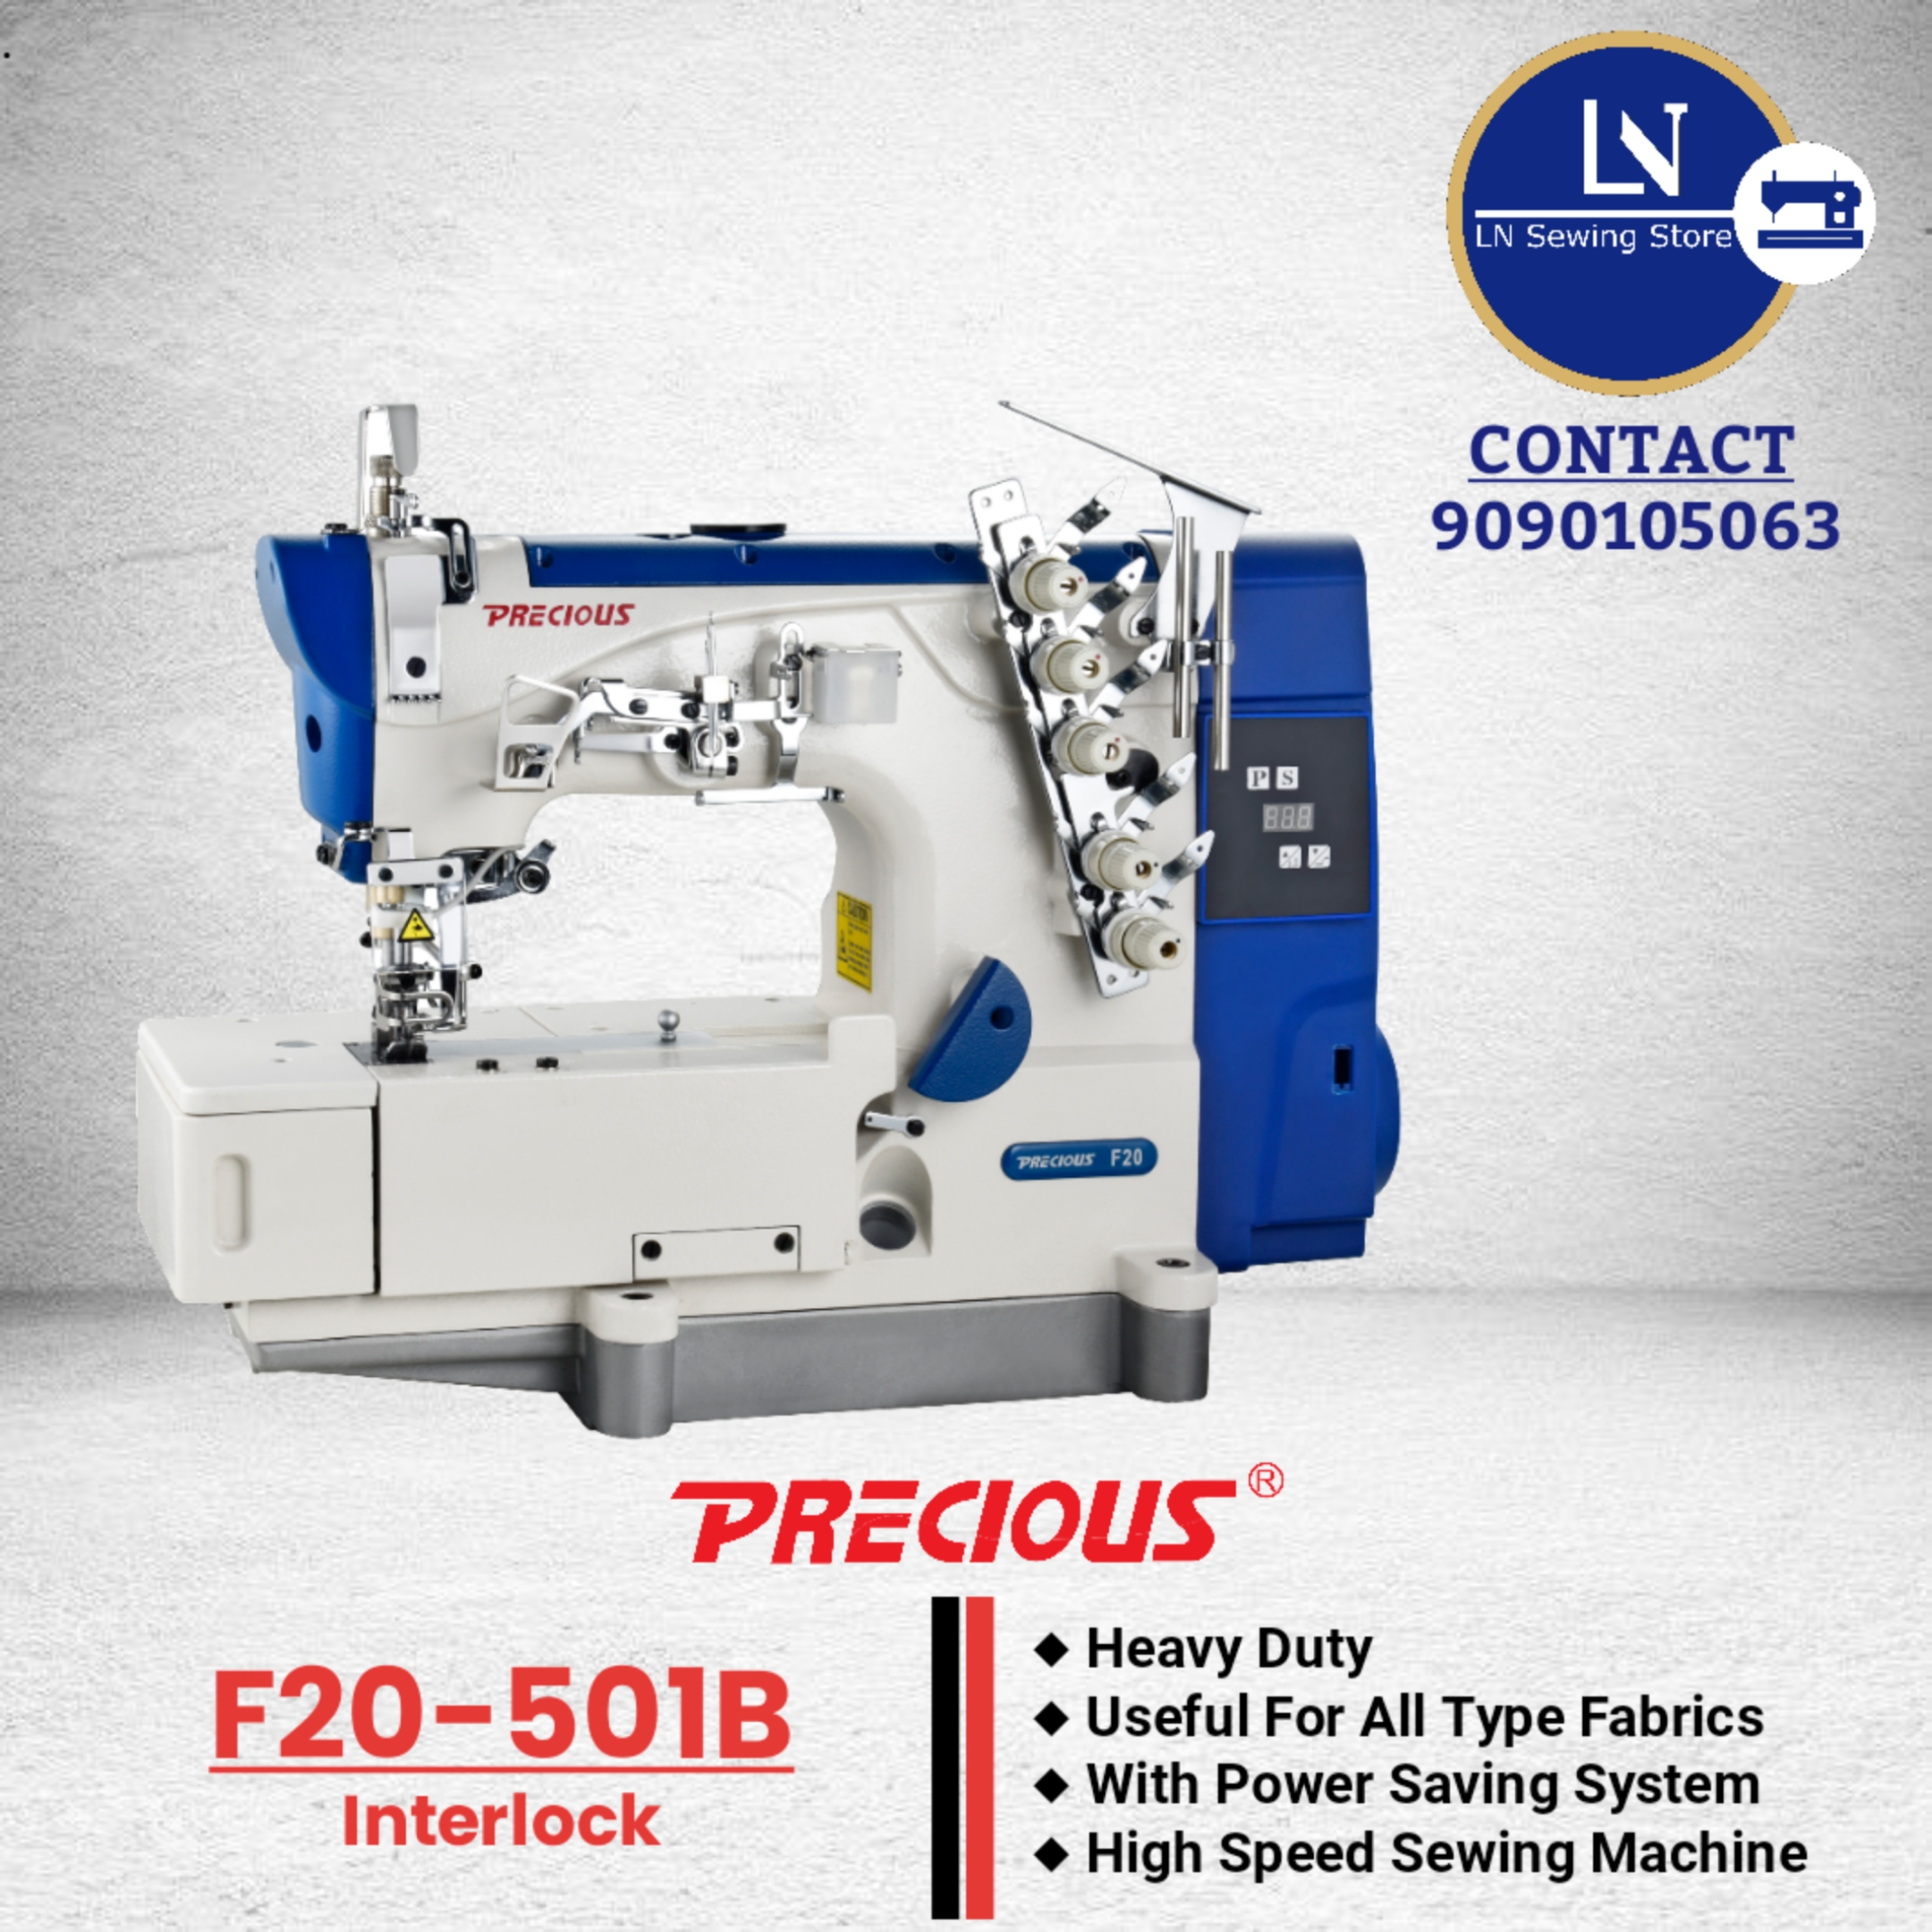 LN
LN Sewing Store
CONTACT
9090105063
PRECIOUS
P S
CAUTION
PRECIOUS F20
PRECIOUS®
F20-501B
Interlock
◆ Heavy Duty
◆ Useful For All Type Fabrics
◆ With Power Saving System
◆ High Speed Sewing Machine